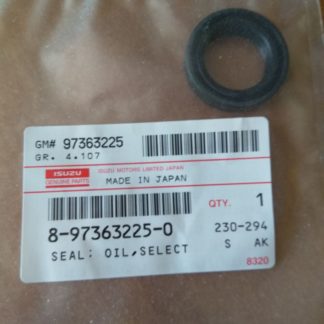 GM# 97363225
GR. 4.107
ISUZU
GENUINE PARTS
ISUZU MOTORS LIMITED JAPAN
MADE IN JAPAN
QTY. 1
8-97363225-0
230-294
SEAL: OIL,SELECT
S AK
8320